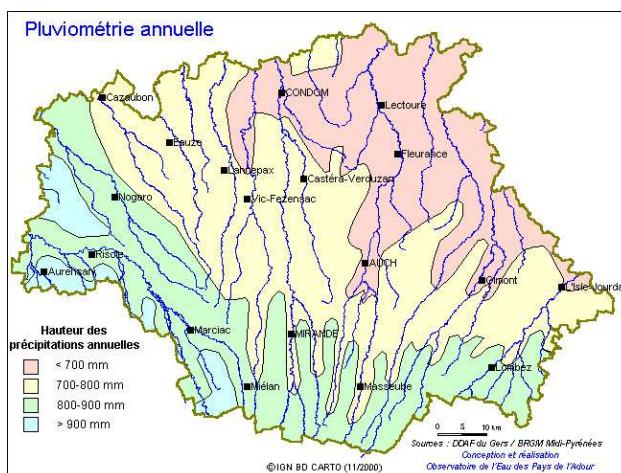 Pluviométrie annuelle
Cazaubon
CONDOM
Lectoure
Eauze
Fleurance
Lannepax
Castéra-Verduzan
Nogaro
Vic-Fezensac
Riscle
AUCH
Aurensan
Gimont
L'Isle-Jourda
Marciac
MIRANDE
Lombez
Miélan
Masseube
Hauteur des
précipitations annuelles
< 700 mm
700-800 mm
800-900 mm
> 900 mm
0 5 10 km
Sources : DDAF du Gers / BRGM Midi-Pyrénées
Conception et réalisation
©IGN BD CARTO (11/2000)
Observatoire de l'Eau des Pays de l'Adour